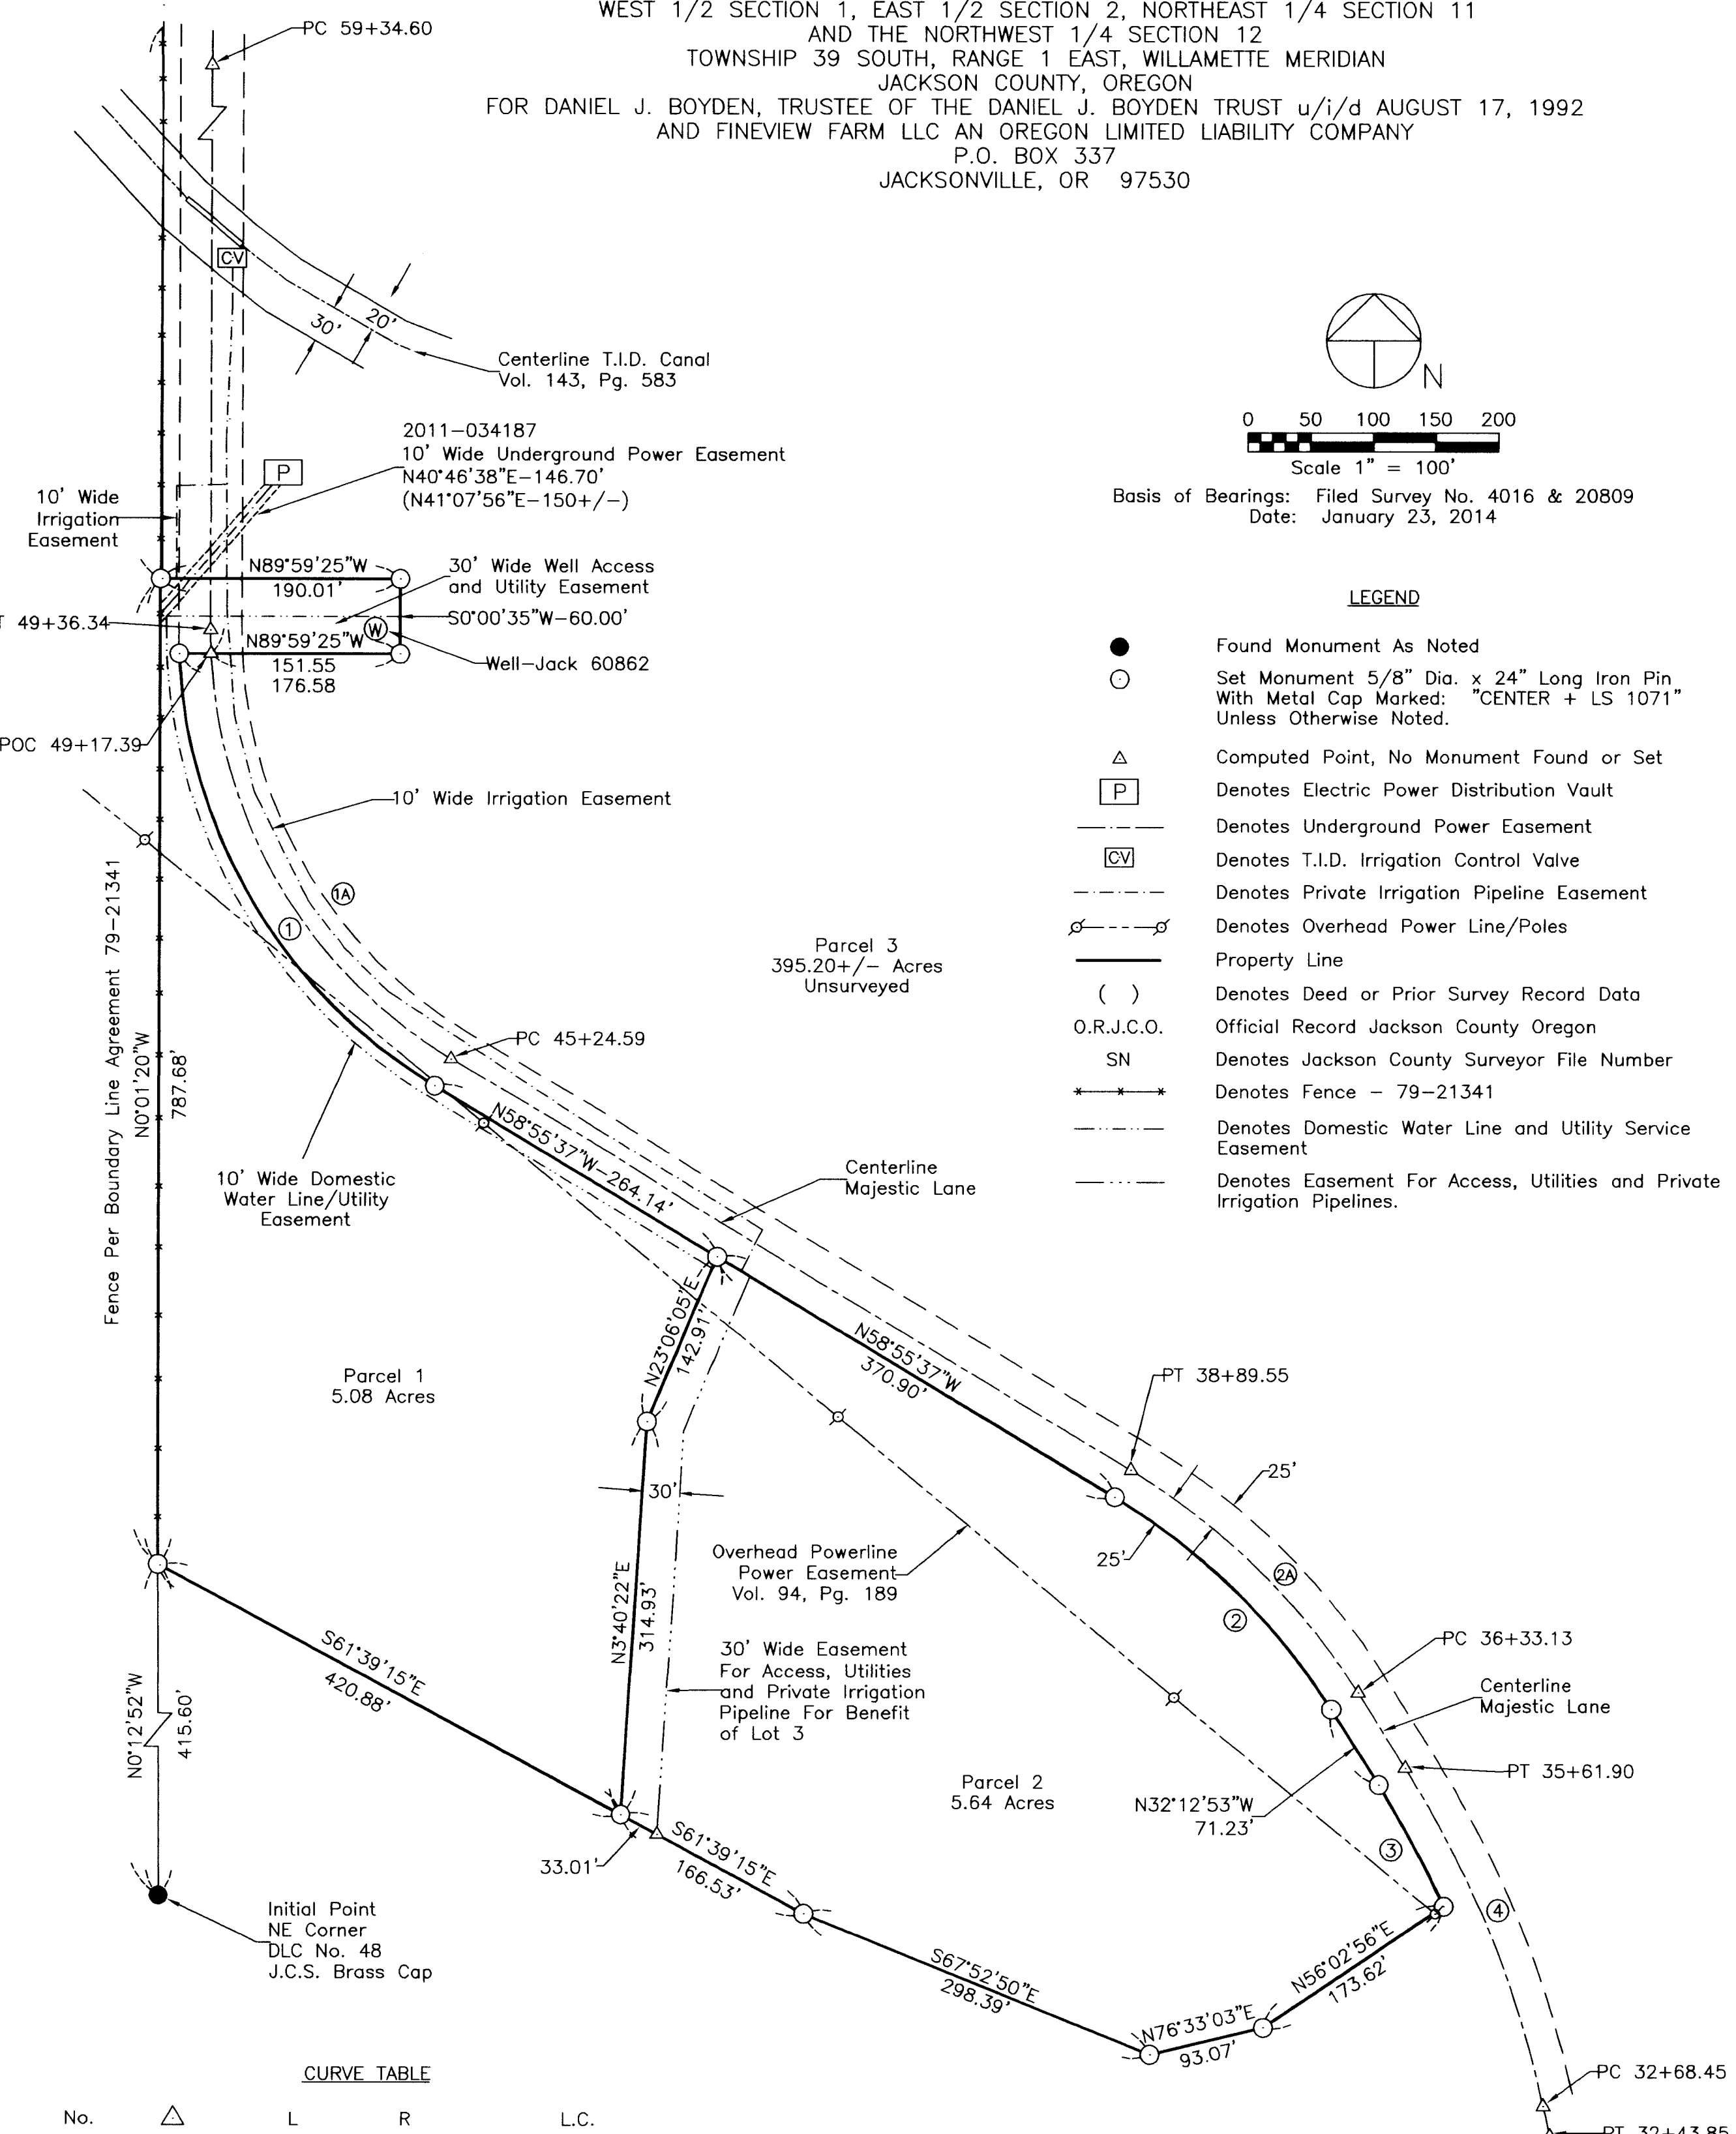 WEST 1/2 SECTION 1, EAST 1/2 SECTION 2, NORTHEAST 1/4 SECTION 11
AND THE NORTHWEST 1/4 SECTION 12
TOWNSHIP 39 SOUTH, RANGE 1 EAST, WILLAMETTE MERIDIAN
JACKSON COUNTY, OREGON
FOR DANIEL J. BOYDEN, TRUSTEE OF THE DANIEL J. BOYDEN TRUST u/i/d AUGUST 17, 1992
AND FINEVIEW FARM LLC AN OREGON LIMITED LIABILITY COMPANY
P.O. BOX 337
JACKSONVILLE, OR 97530
PC 59+34.60
CV
20'
30'
Centerline T.I.D. Canal
Vol. 143, Pg. 583
2011-034187
10' Wide Underground Power Easement
N40°46'38"E-146.70'
(N41°07'56"E-150+/-)
P
10' Wide
Irrigation
Easement
N89°59'25"W
190.01'
30' Wide Well Access
and Utility Easement
S0°00'35"W-60.00'
T 49+36.34
W
N89°59'25"W
151.55
176.58
Well-Jack 60862
POC 49+17.39
10' Wide Irrigation Easement
1A
1
Fence Per Boundary Line Agreement 79-21341
N0°01'20"W
787.68'
PC 45+24.59
Parcel 3
395.20+/- Acres
Unsurveyed
N58°55'37"W-264.14'
10' Wide Domestic
Water Line/Utility
Easement
Centerline
Majestic Lane
N23°06'05"E
142.91'
N58°55'37"W
370.90'
Parcel 1
5.08 Acres
PT 38+89.55
25'
25'
30'
N3°40'22"E
314.93'
Overhead Powerline
Power Easement
Vol. 94, Pg. 189
2A
2
30' Wide Easement
For Access, Utilities
and Private Irrigation
Pipeline For Benefit
of Lot 3
PC 36+33.13
Centerline
Majestic Lane
S61°39'15"E
420.88'
N0°12'52"W
415.60'
PT 35+61.90
Parcel 2
5.64 Acres
N32°12'53"W
71.23'
3
33.01'
S61°39'15"E
166.53'
4
Initial Point
NE Corner
DLC No. 48
J.C.S. Brass Cap
S67°52'50"E
298.39'
N56°02'56"E
173.62'
N76°33'03"E
93.07'
PC 32+68.45
PT 32+43.85
N
0 50 100 150 200
Scale 1" = 100'
Basis of Bearings: Filed Survey No. 4016 & 20809
Date: January 23, 2014
LEGEND
Found Monument As Noted
Set Monument 5/8" Dia. x 24" Long Iron Pin
With Metal Cap Marked: "CENTER + LS 1071"
Unless Otherwise Noted.
Computed Point, No Monument Found or Set
P Denotes Electric Power Distribution Vault
Denotes Underground Power Easement
CV Denotes T.I.D. Irrigation Control Valve
Denotes Private Irrigation Pipeline Easement
Denotes Overhead Power Line/Poles
Property Line
( ) Denotes Deed or Prior Survey Record Data
O.R.J.C.O. Official Record Jackson County Oregon
SN Denotes Jackson County Surveyor File Number
Denotes Fence - 79-21341
Denotes Domestic Water Line and Utility Service
Easement
Denotes Easement For Access, Utilities and Private
Irrigation Pipelines.
CURVE TABLE
No. △ L R L.C.